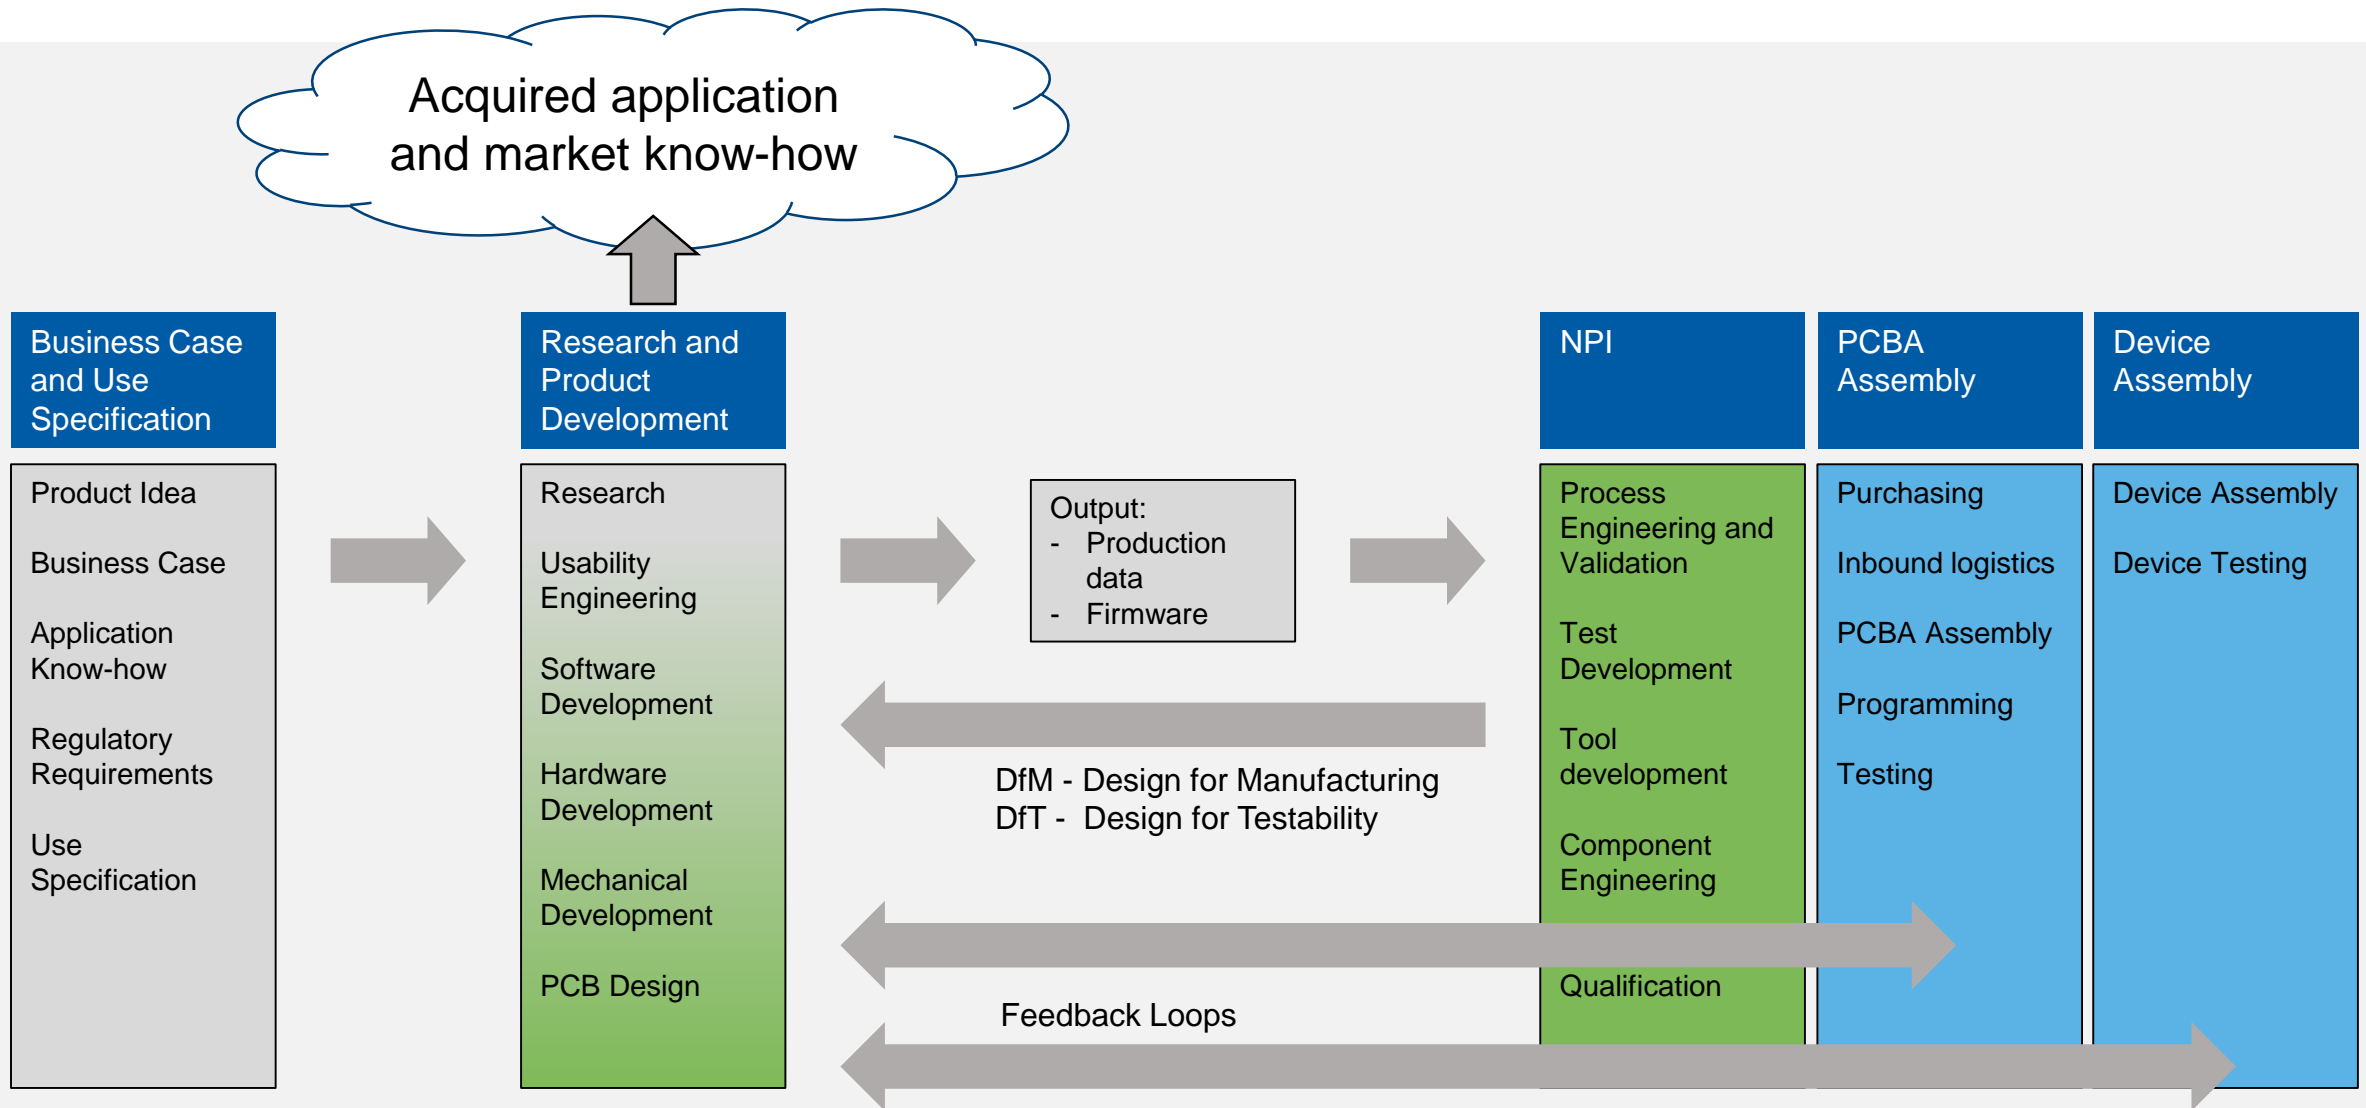 Acquired application
and market know-how
Business Case
and Use
Specification
Product Idea
Business Case
Application
Know-how
Regulatory
Requirements
Use
Specification
Research and
Product
Development
Research
Usability
Engineering
Software
Development
Hardware
Development
Mechanical
Development
PCB Design
Output:
- Production
data
- Firmware
DfM - Design for Manufacturing
DfT - Design for Testability
Feedback Loops
NPI
Process
Engineering and
Validation
Test
Development
Tool
development
Component
Engineering
Qualification
PCBA
Assembly
Purchasing
Inbound logistics
PCBA Assembly
Programming
Testing
Device
Assembly
Device Assembly
Device Testing